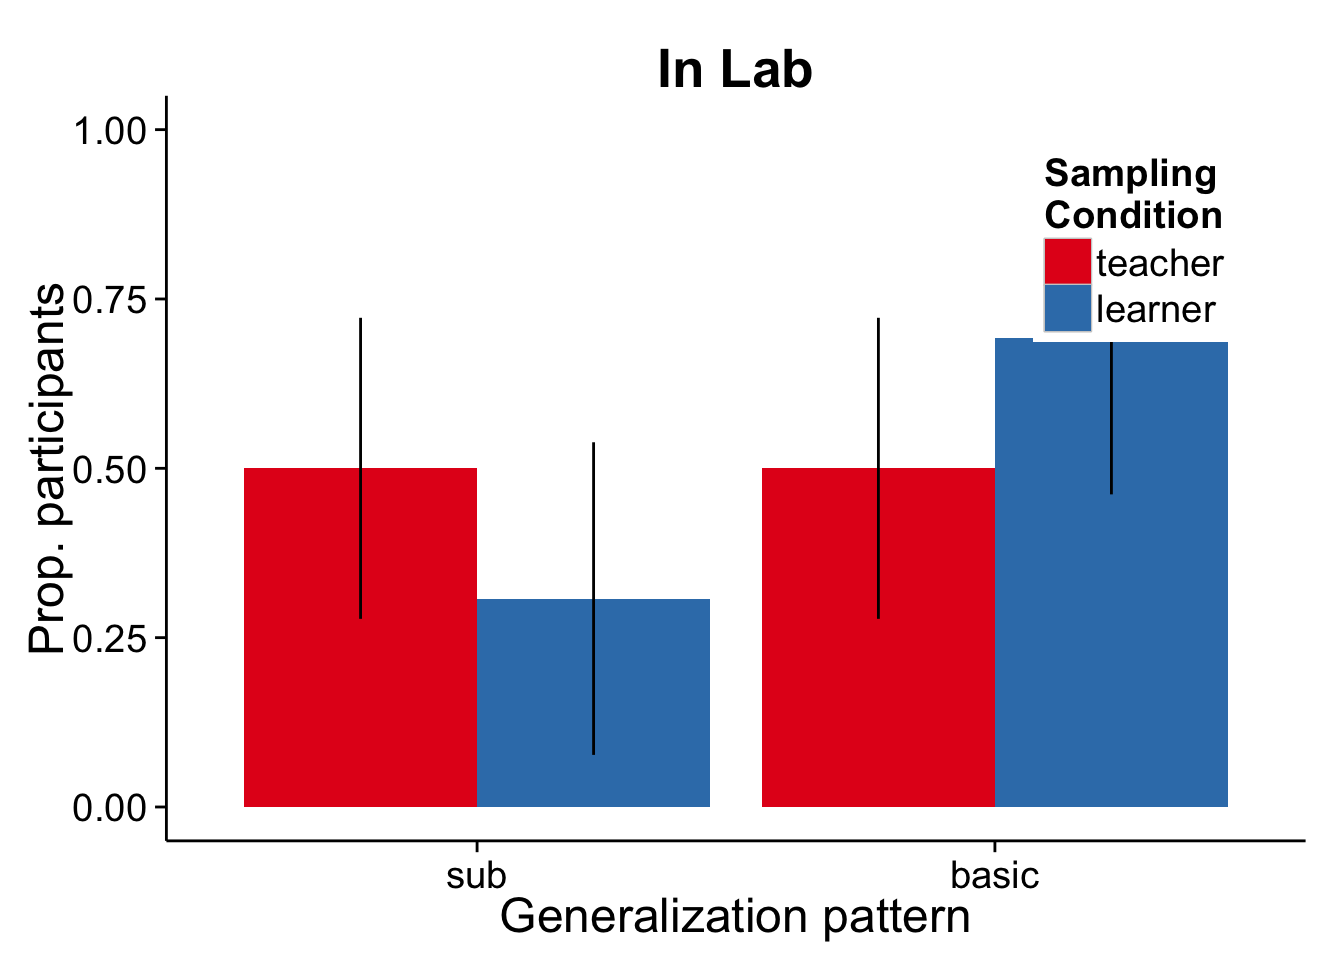 In Lab
1.00
0.75
0.50
0.25
0.00
Prop. participants
Sampling
Condition
teacher
learner
sub
basic
Generalization pattern